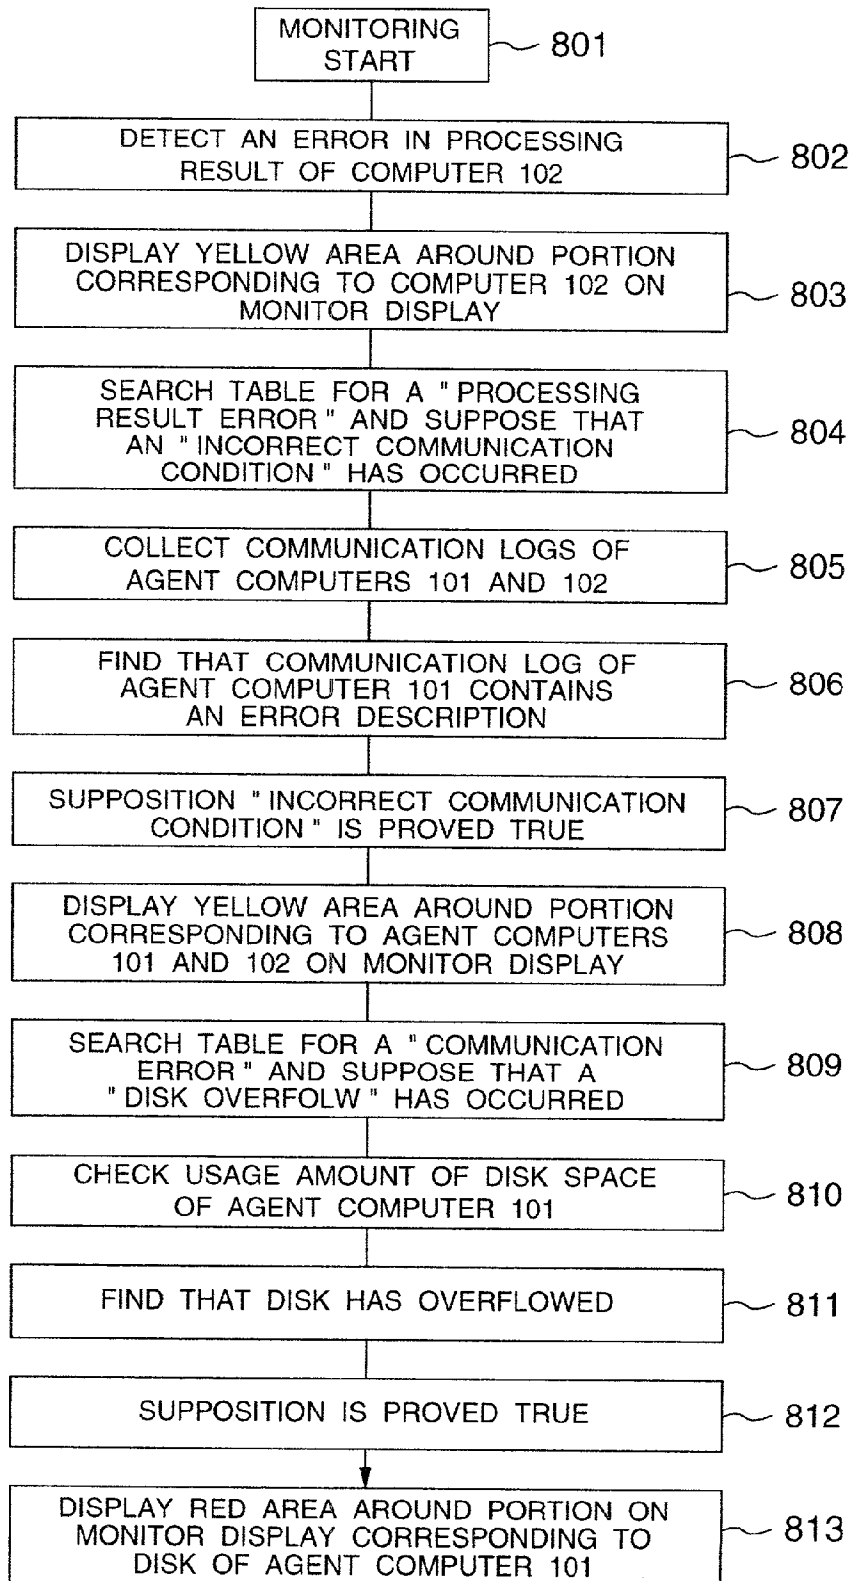 MONITORING
START
801
DETECT AN ERROR IN PROCESSING
RESULT OF COMPUTER 102
802
DISPLAY YELLOW AREA AROUND PORTION
CORRESPONDING TO COMPUTER 102 ON
MONITOR DISPLAY
803
SEARCH TABLE FOR A "PROCESSING
RESULT ERROR" AND SUPPOSE THAT
AN "INCORRECT COMMUNICATION
CONDITION" HAS OCCURRED
804
COLLECT COMMUNICATION LOGS OF
AGENT COMPUTERS 101 AND 102
805
FIND THAT COMMUNICATION LOG OF
AGENT COMPUTER 101 CONTAINS
AN ERROR DESCRIPTION
806
SUPPOSITION "INCORRECT COMMUNICATION
CONDITION" IS PROVED TRUE
807
DISPLAY YELLOW AREA AROUND PORTION
CORRESPONDING TO AGENT COMPUTERS
101 AND 102 ON MONITOR DISPLAY
808
SEARCH TABLE FOR A "COMMUNICATION
ERROR" AND SUPPOSE THAT A
"DISK OVERFOLW" HAS OCCURRED
809
CHECK USAGE AMOUNT OF DISK SPACE
OF AGENT COMPUTER 101
810
FIND THAT DISK HAS OVERFLOWED
811
SUPPOSITION IS PROVED TRUE
812
DISPLAY RED AREA AROUND PORTION ON
MONITOR DISPLAY CORRESPONDING TO
DISK OF AGENT COMPUTER 101
813